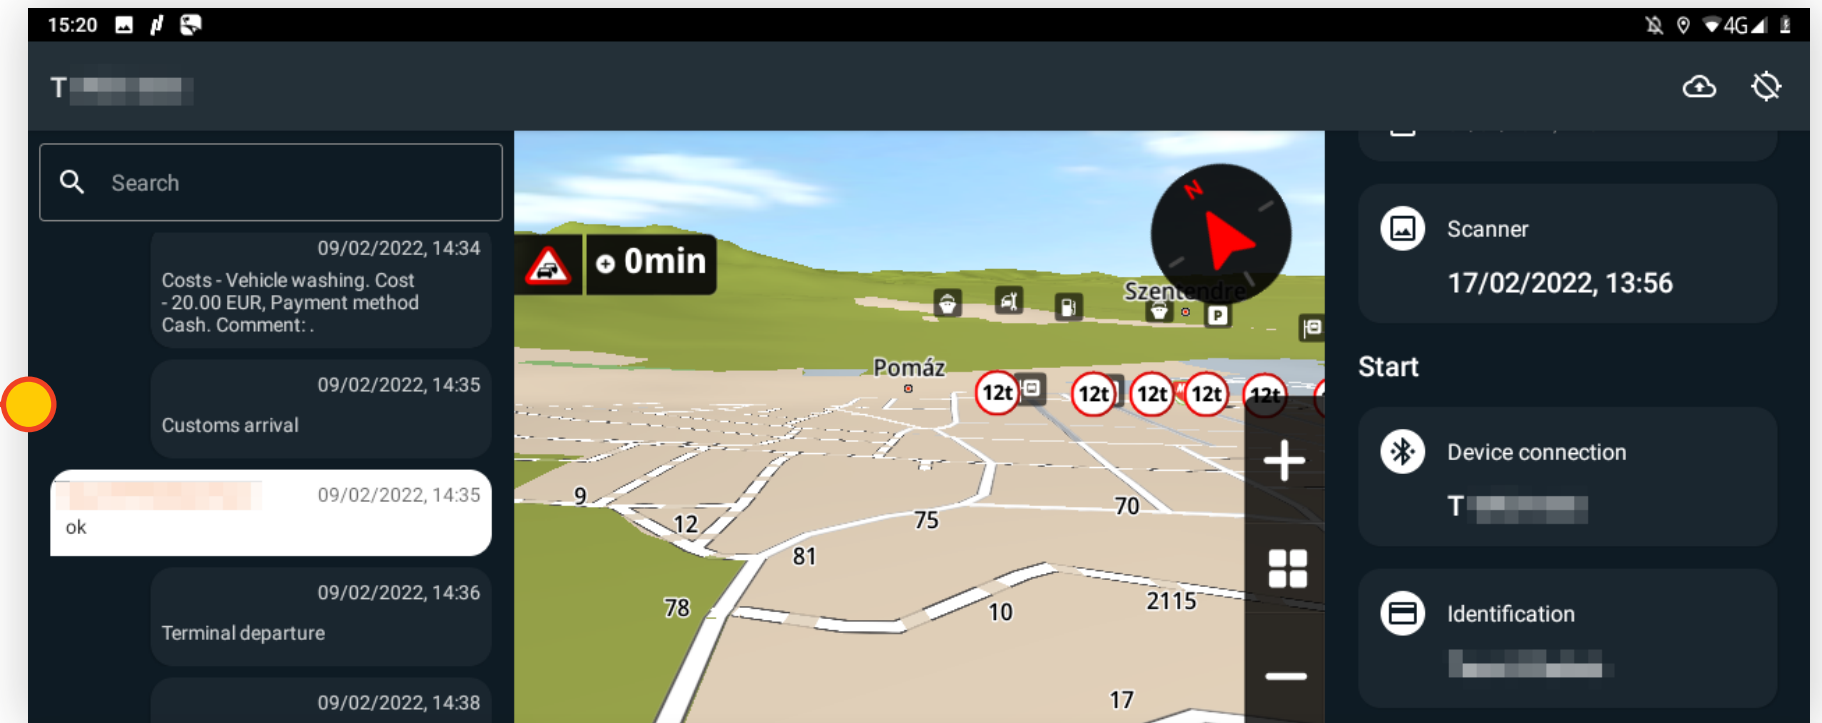 15:20
4G
T
Search
09/02/2022, 14:34
Costs - Vehicle washing. Cost
- 20.00 EUR, Payment method
Cash. Comment: .
09/02/2022, 14:35
Customs arrival
09/02/2022, 14:35
ok
09/02/2022, 14:36
Terminal departure
09/02/2022, 14:38
N
0min
Szentendre
P
Pomáz
12t
12t
12t
12t
12t
9
12
75
70
81
78
10
2115
17
Scanner
17/02/2022, 13:56
Start
Device connection
T
Identification